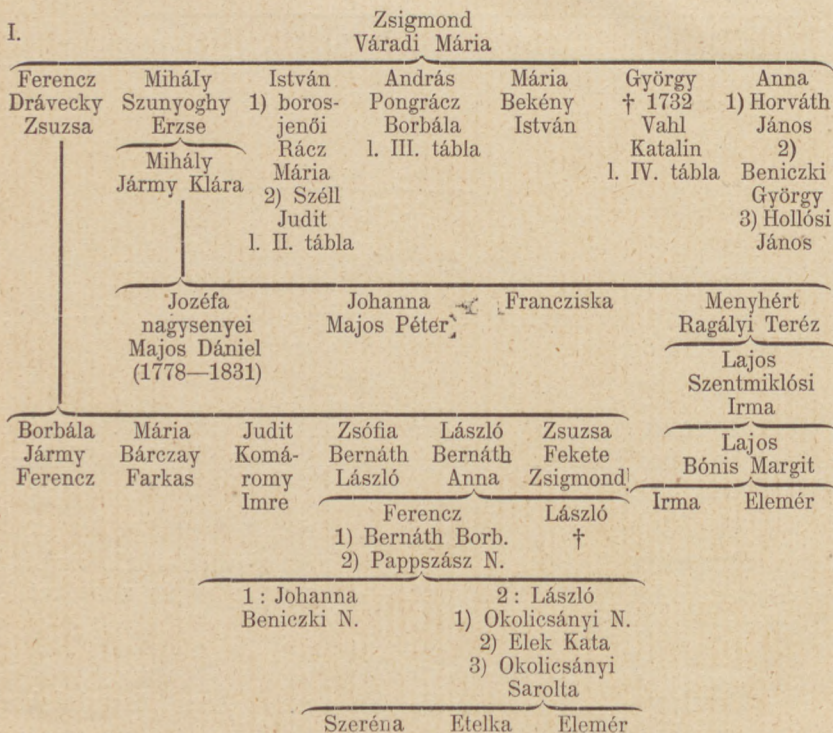 I.
Zsigmond
Váradi Mária
Ferencz
Drávecky
Zsuzsa
Mihály
Szunyoghy
Erzse
Mihály
Jármy Klára
István
1) boros-
jenői
Rácz
Mária
2) Széll
Judit
l. II. tábla
András
Pongrácz
Borbála
l. III. tábla
Mária
Bekény
István
György
† 1732
Vahl
Katalin
l. IV. tábla
Anna
1) Horváth
János
2)
Beniczki
György
3) Hollósi
János
Jozéfa
nagysenyei
Majos Dániel
(1778—1831)
Johanna
Majos Péter
Francziska
Menyhért
Ragályi Teréz
Lajos
Szentmiklósi
Irma
Lajos
Bónis Margit
Irma
Elemér
Borbála
Jármy
Ferencz
Mária
Bárczay
Farkas
Judit
Komá-
romy
Imre
Zsófia
Bernáth
László
László
Bernáth
Anna
Zsuzsa
Fekete
Zsigmond
Ferencz
1) Bernáth Borb.
2) Pappszász N.
László
†
1 : Johanna
Beniczki N.
2 : László
1) Okolicsányi N.
2) Elek Kata
3) Okolicsányi
Sarolta
Szeréna
Etelka
Elemér